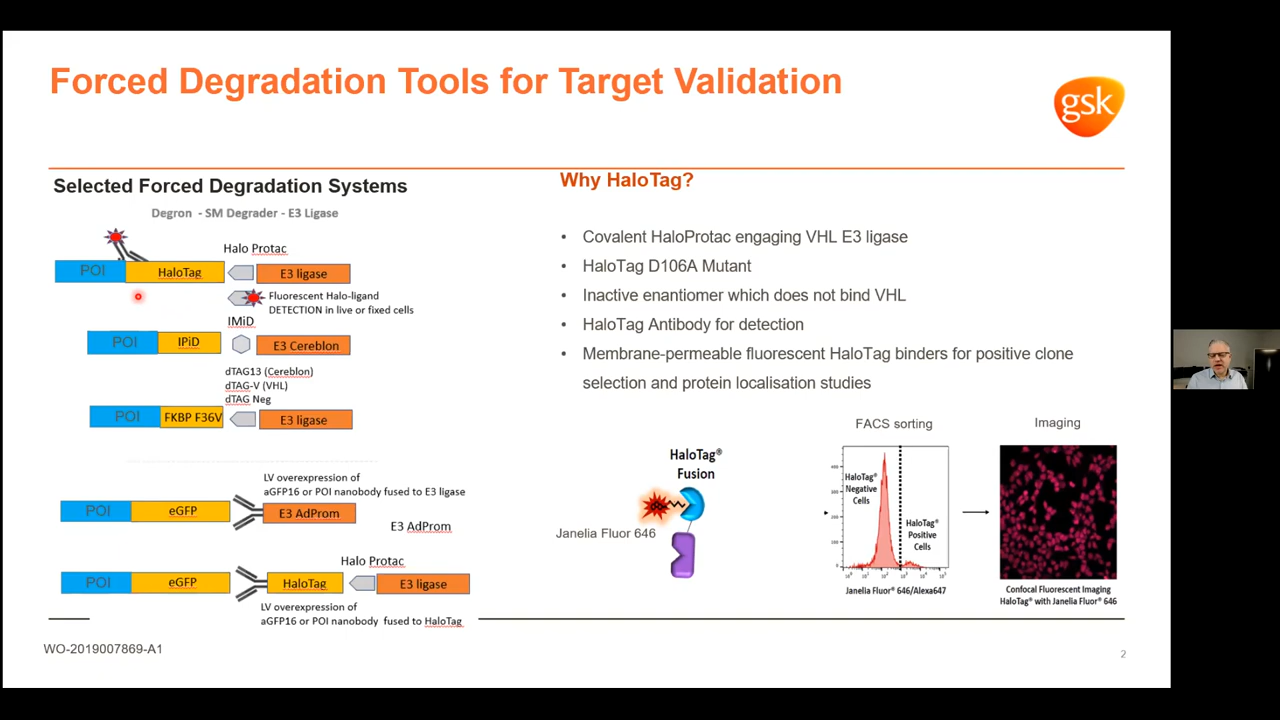 Forced Degradation Tools for Target Validation
gsk
Selected Forced Degradation Systems
Degron - SM Degrader - E3 Ligase
Halo Protac
POI
HaloTag
E3 ligase
Fluorescent Halo-ligand
DETECTION in live or fixed cells
IMiD
POI
IPiD
E3 Cereblon
dTAG13 (Cereblon)
dTAG-V (VHL)
dTAG Neg
POI
FKBP F36V
E3 ligase
LV overexpression of
aGFP16 or POI nanobody fused to E3 ligase
POI
eGFP
E3 AdProm
E3 AdProm
Halo Protac
POI
eGFP
HaloTag
E3 ligase
LV overexpression of
aGFP16 or POI nanobody fused to HaloTag
Why HaloTag?
• Covalent HaloProtac engaging VHL E3 ligase
• HaloTag D106A Mutant
• Inactive enantiomer which does not bind VHL
• HaloTag Antibody for detection
• Membrane-permeable fluorescent HaloTag binders for positive clone
selection and protein localisation studies
HaloTag®
Fusion
Janelia Fluor 646
FACS sorting
HaloTag®
Negative
Cells
HaloTag®
Positive
Cells
Janelia Fluor® 646/Alexa647
Imaging
Confocal Fluorescent Imaging
HaloTag® with Janelia Fluor® 646
WO-2019007869-A1
2